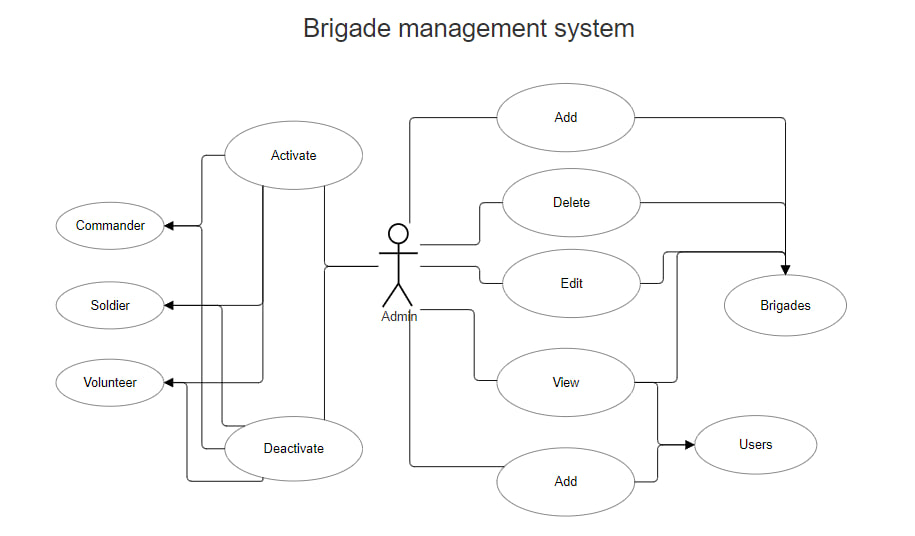 Brigade management system
Add
Activate
Delete
Commander
Admin
Edit
Soldier
Brigades
Volunteer
View
Deactivate
Users
Add